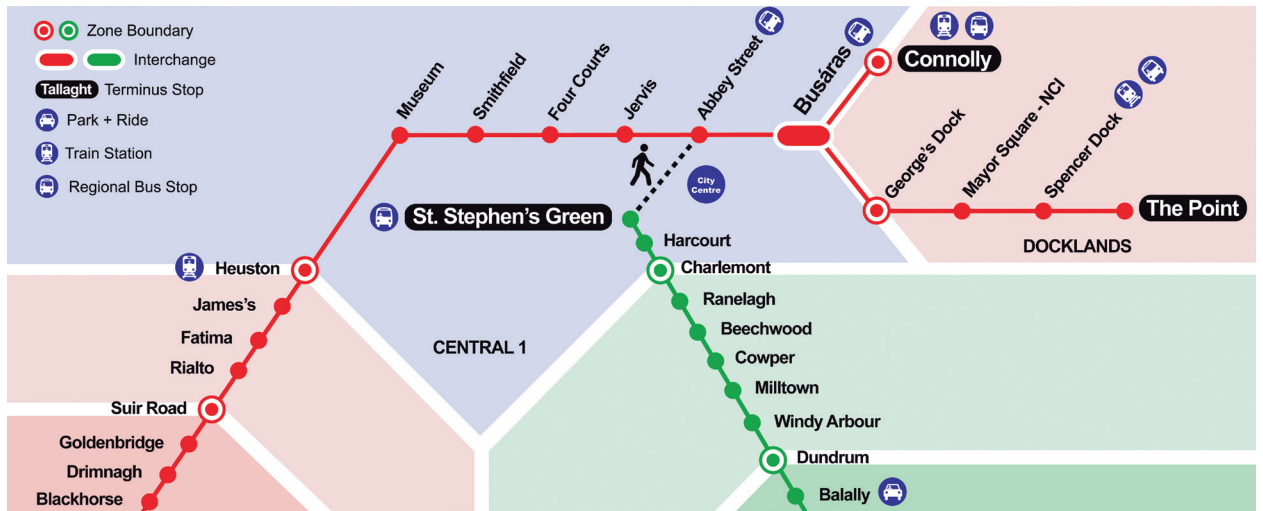 Zone Boundary
Interchange
Tallaght Terminus Stop
Park + Ride
Train Station
Regional Bus Stop
Museum
Smithfield
Four Courts
Jervis
Abbey Street
Busáras
Connolly
George's Dock
Mayor Square - NCI
Spencer Dock
The Point
DOCKLANDS
City
Centre
St. Stephen's Green
Harcourt
Charlemont
Ranelagh
Beechwood
Cowper
Milltown
Windy Arbour
Dundrum
Balally
CENTRAL 1
Heuston
James's
Fatima
Rialto
Suir Road
Goldenbridge
Drimnagh
Blackhorse